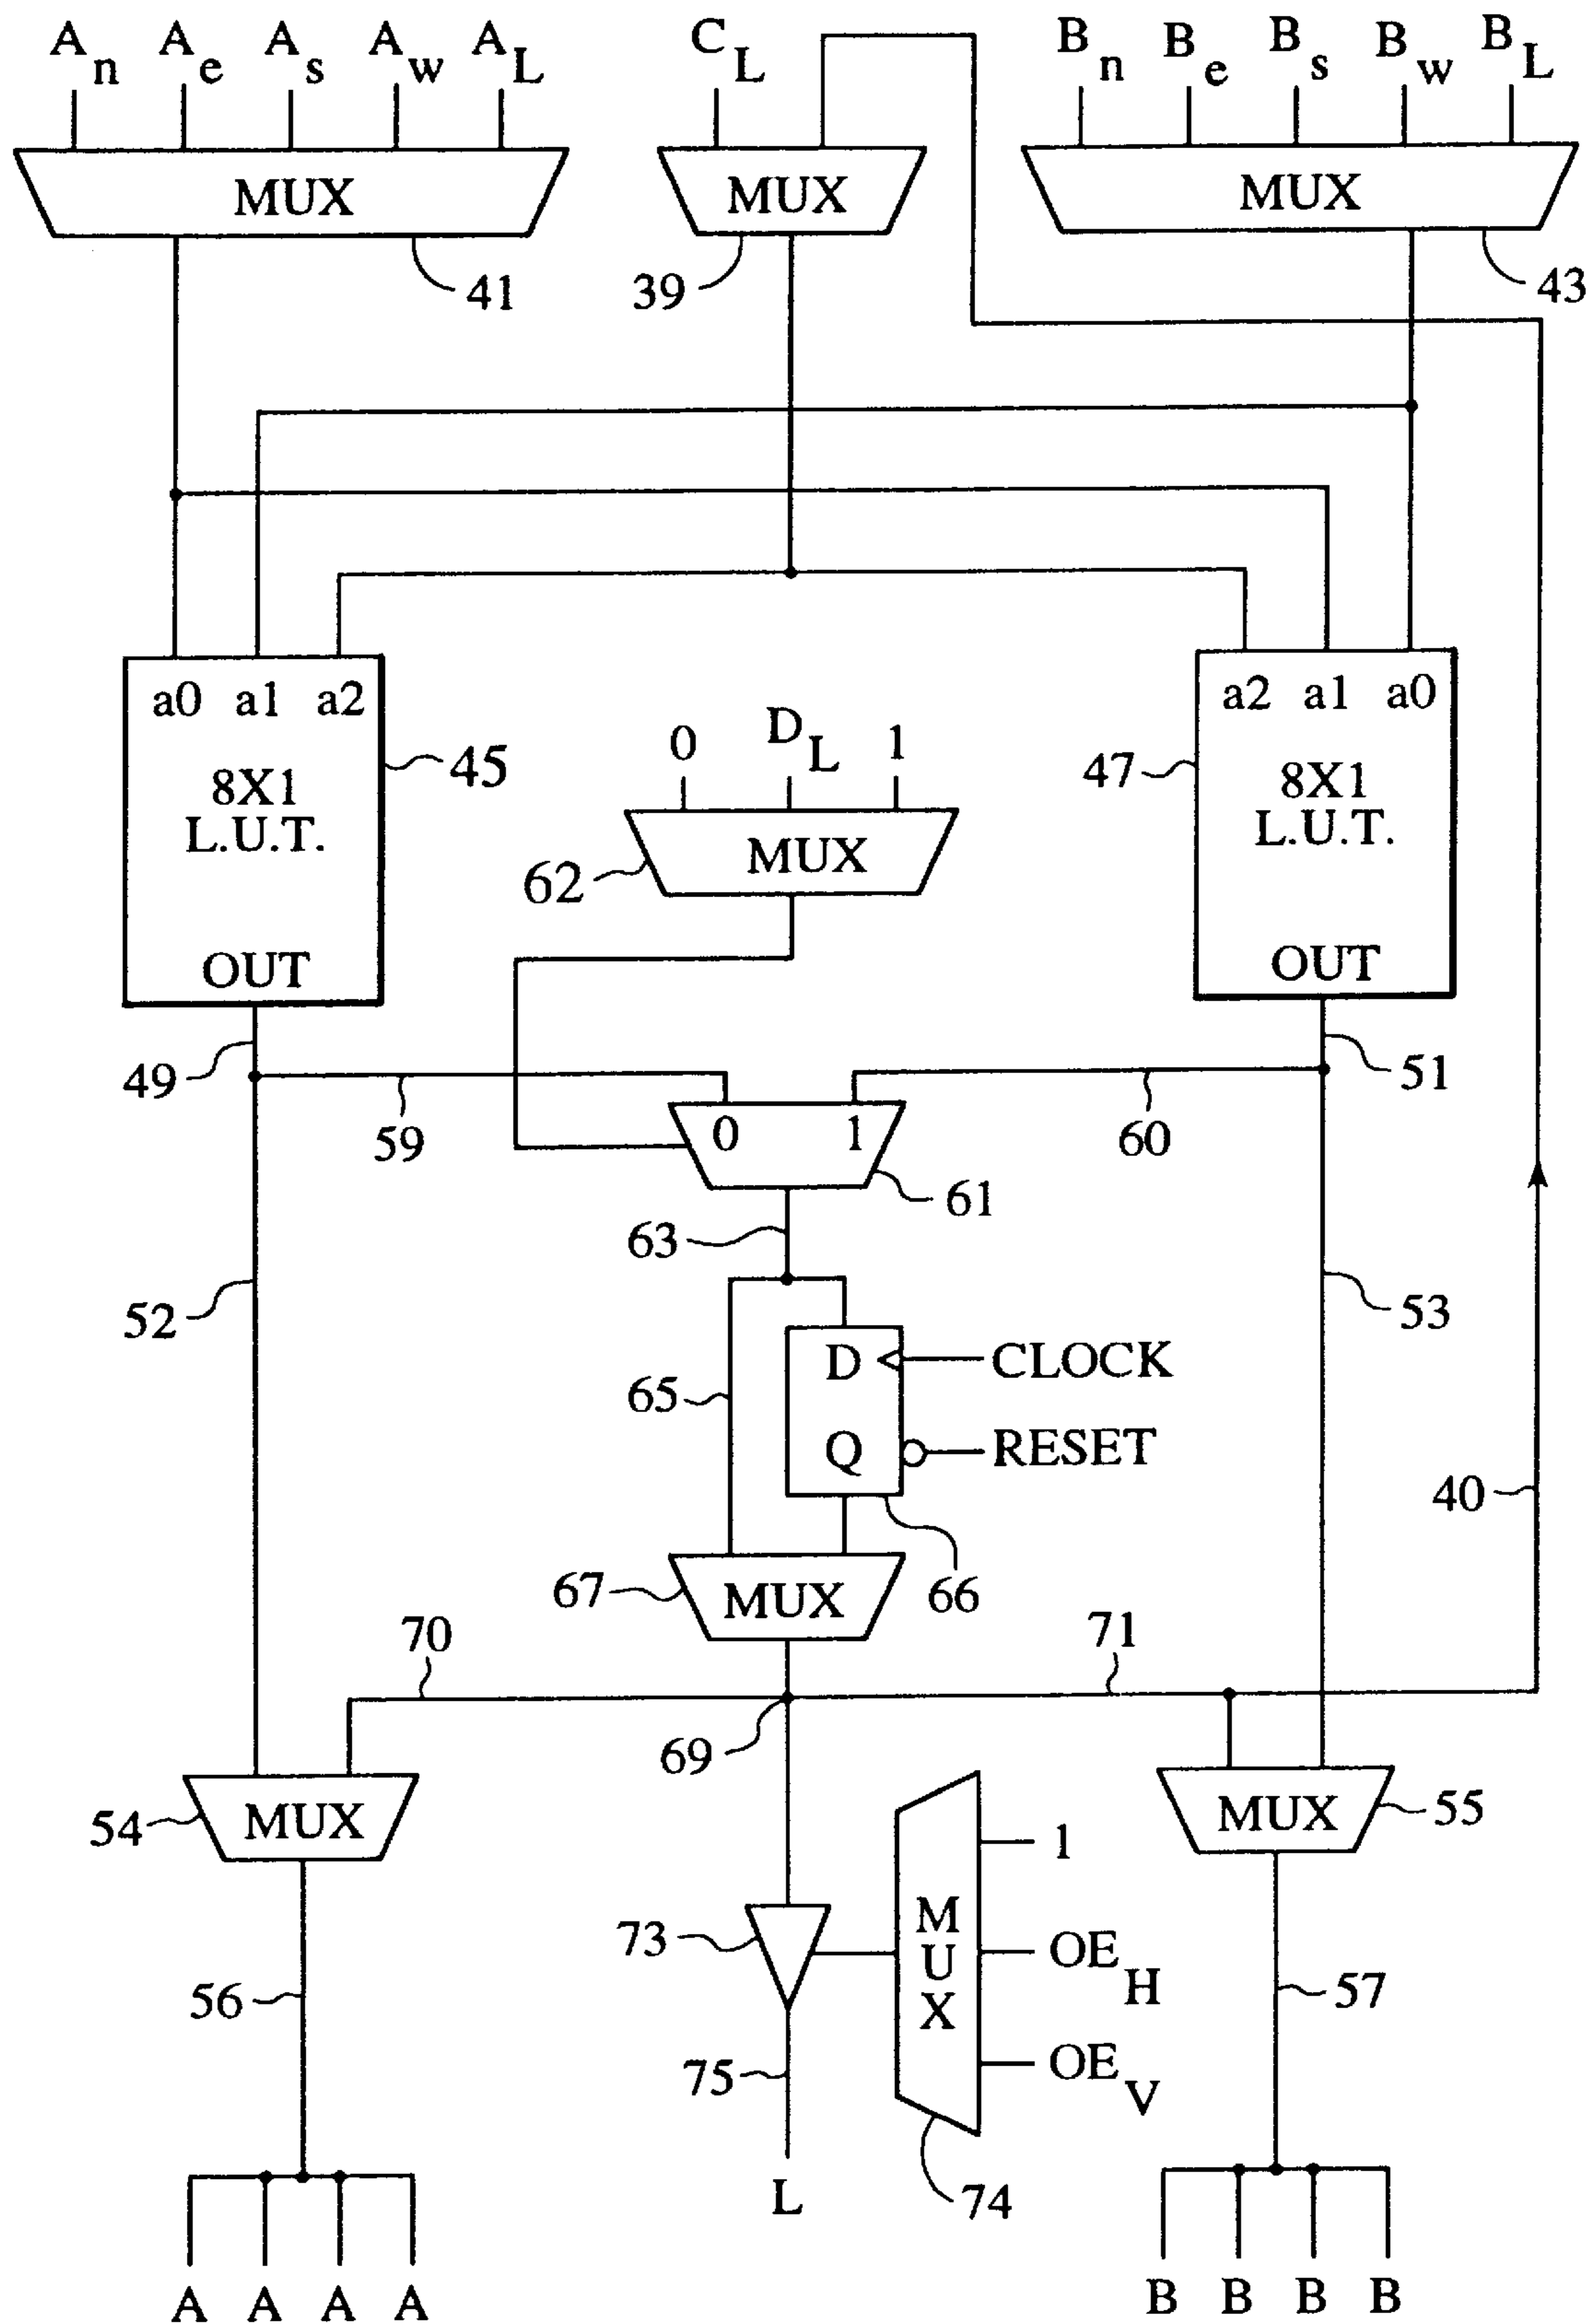 An Ae As Aw AL CL Bn Be Bs Bw BL
MUX MUX MUX
41 39 43
a0 a1 a2 a2 a1 a0
0 DL 1
45 47
8X1 8X1
L.U.T. L.U.T.
MUX
62
OUT OUT
49 51
59 0 1 60
61
63
52 53
D CLOCK
65
Q RESET
40
67 MUX 66
70 71
69
54 MUX MUX 55
1
73 MUX OEH
56 57
75 OEV
L 74
A A A A B B B B